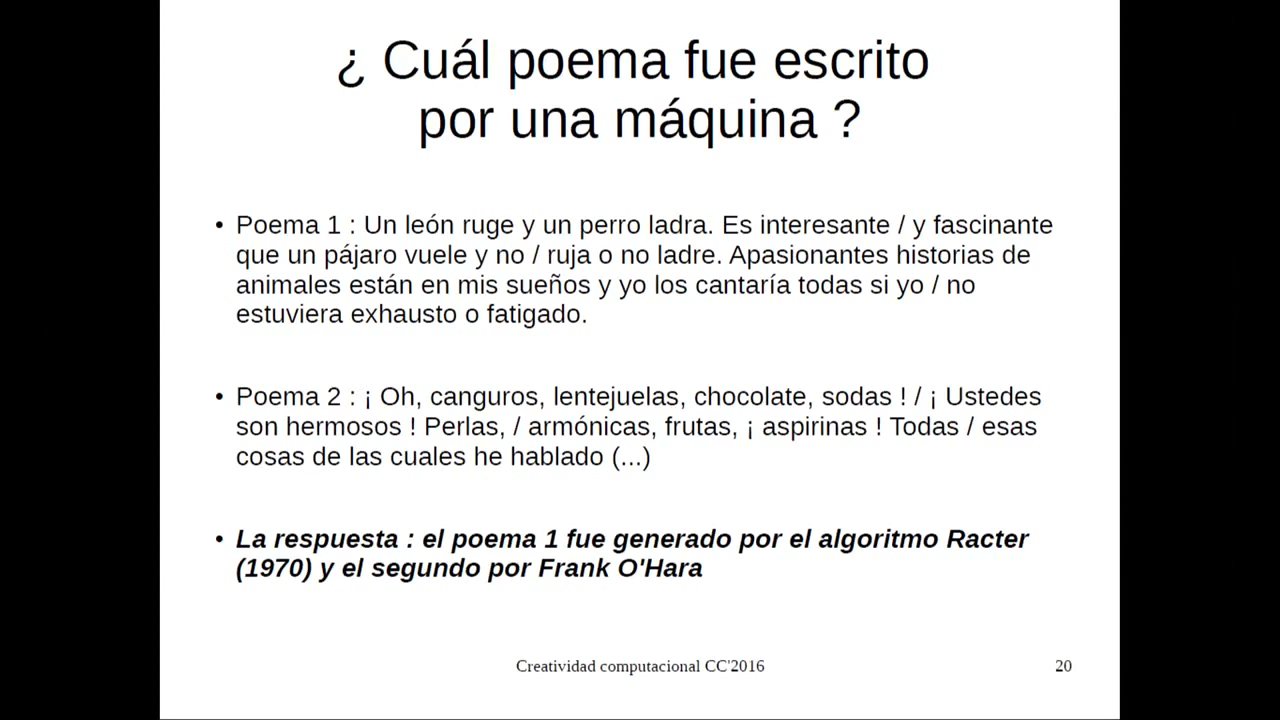 ¿ Cuál poema fue escrito
por una máquina ?
• Poema 1 : Un león ruge y un perro ladra. Es interesante / y fascinante
que un pájaro vuele y no / ruja o no ladre. Apasionantes historias de
animales están en mis sueños y yo los cantaría todas si yo / no
estuviera exhausto o fatigado.
• Poema 2 : ¡ Oh, canguros, lentejuelas, chocolate, sodas ! / ¡ Ustedes
son hermosos ! Perlas, / armónicas, frutas, ¡ aspirinas ! Todas / esas
cosas de las cuales he hablado (...)
• La respuesta : el poema 1 fue generado por el algoritmo Racter
(1970) y el segundo por Frank O'Hara
Creatividad computacional CC'2016
20